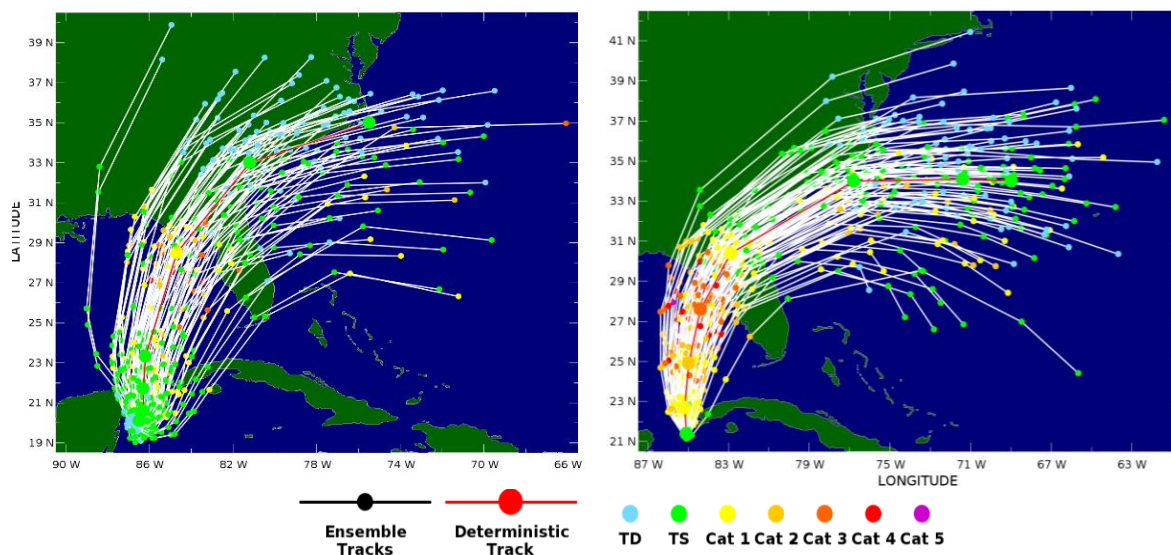 39 N
37 N
35 N
33 N
31 N
29 N
27 N
25 N
23 N
21 N
19 N
LATITUDE
90 W 86 W 82 W 78 W 74 W 70 W 66 W
41 N
39 N
37 N
35 N
33 N
31 N
29 N
27 N
25 N
23 N
21 N
87 W 83 W 79 W 75 W 71 W 67 W 63 W
LONGITUDE
Ensemble Tracks
Deterministic Track
TD TS Cat 1 Cat 2 Cat 3 Cat 4 Cat 5